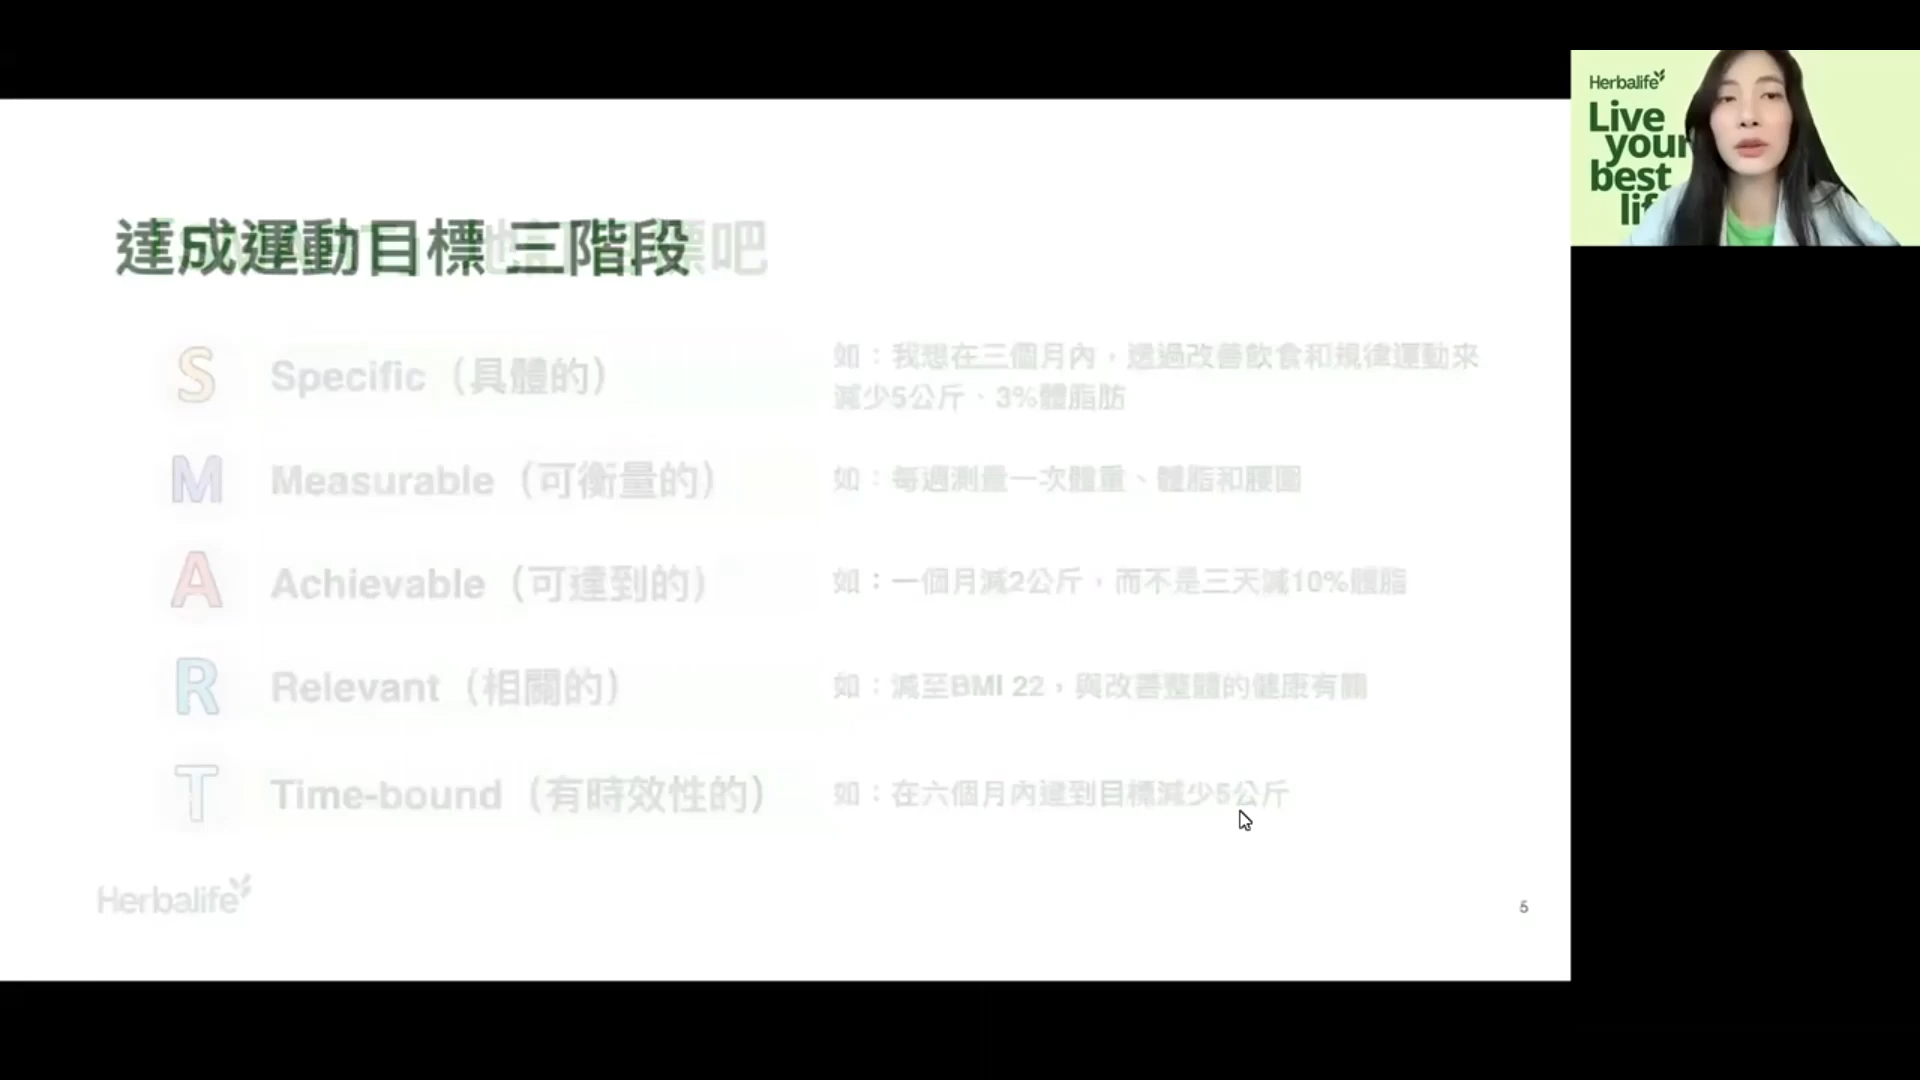 達成運動目標 三階段
標吧
S Specific（具體的） 如：我想在三個月內，透過改善飲食和規律運動來
減少5公斤、3%體脂肪
M Measurable（可衡量的） 如：每週測量一次體重、體脂和腰圍
A Achievable（可達到的） 如：一個月減2公斤，而不是三天減10%體脂
R Relevant（相關的） 如：減至BMI 22，與改善整體的健康有關
T Time-bound（有時效性的） 如：在六個月內達到目標減少5公斤
Herbalife
5
Herbalife
Live
your
best
lif